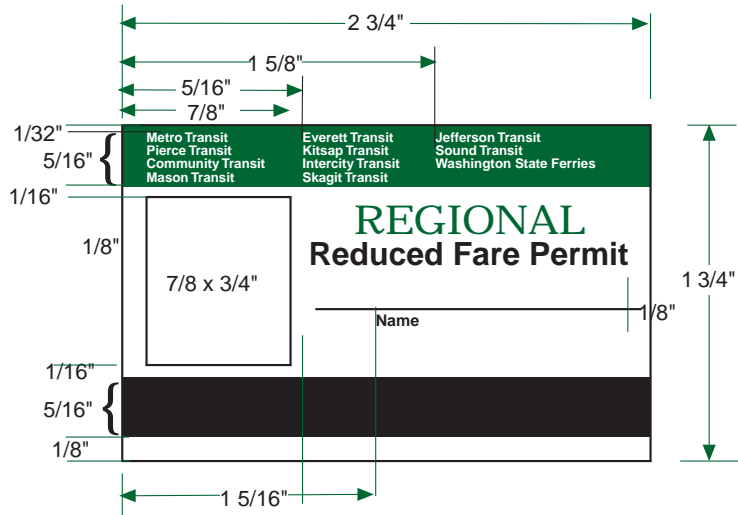 2 3/4"
1 5/8"
5/16"
7/8"
1/32"
5/16"
1/16"
1/8"
Metro Transit
Pierce Transit
Community Transit
Mason Transit
Everett Transit
Kitsap Transit
Intercity Transit
Skagit Transit
Jefferson Transit
Sound Transit
Washington State Ferries
REGIONAL
Reduced Fare Permit
7/8 x 3/4"
1 3/4"
1/8"
Name
1/16"
5/16"
1/8"
1 5/16"